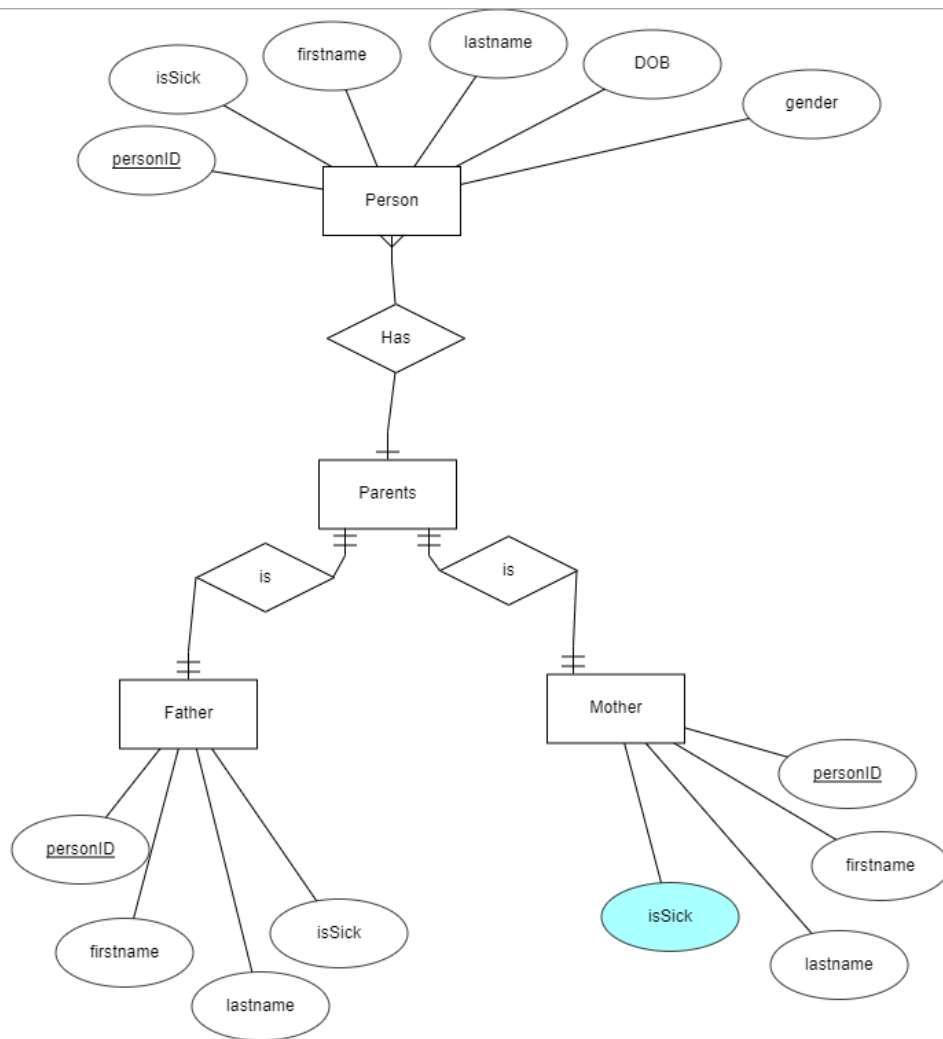 lastname
firstname
DOB
isSick
gender
personID
Person
Has
Parents
is
is
Father
Mother
personID
personID
firstname
isSick
isSick
firstname
lastname
lastname